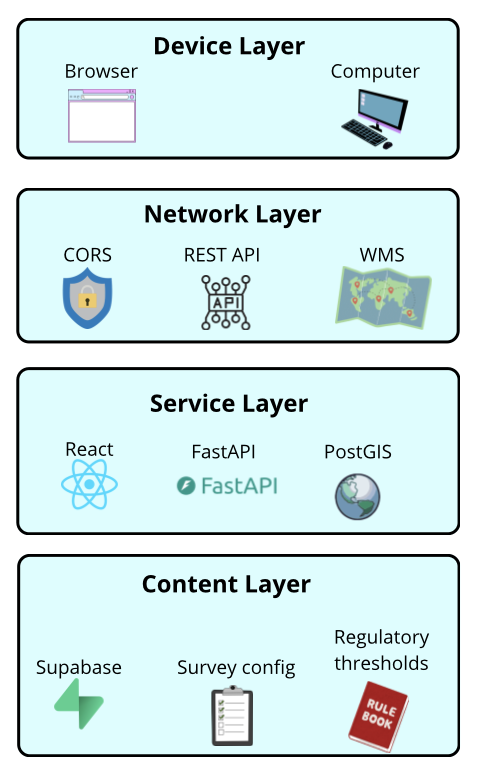 Device Layer
Browser
Computer
Network Layer
CORS
REST API
WMS
API
Service Layer
React
FastAPI
PostGIS
FastAPI
Content Layer
Regulatory
thresholds
Supabase
Survey config
RULE
BOOK